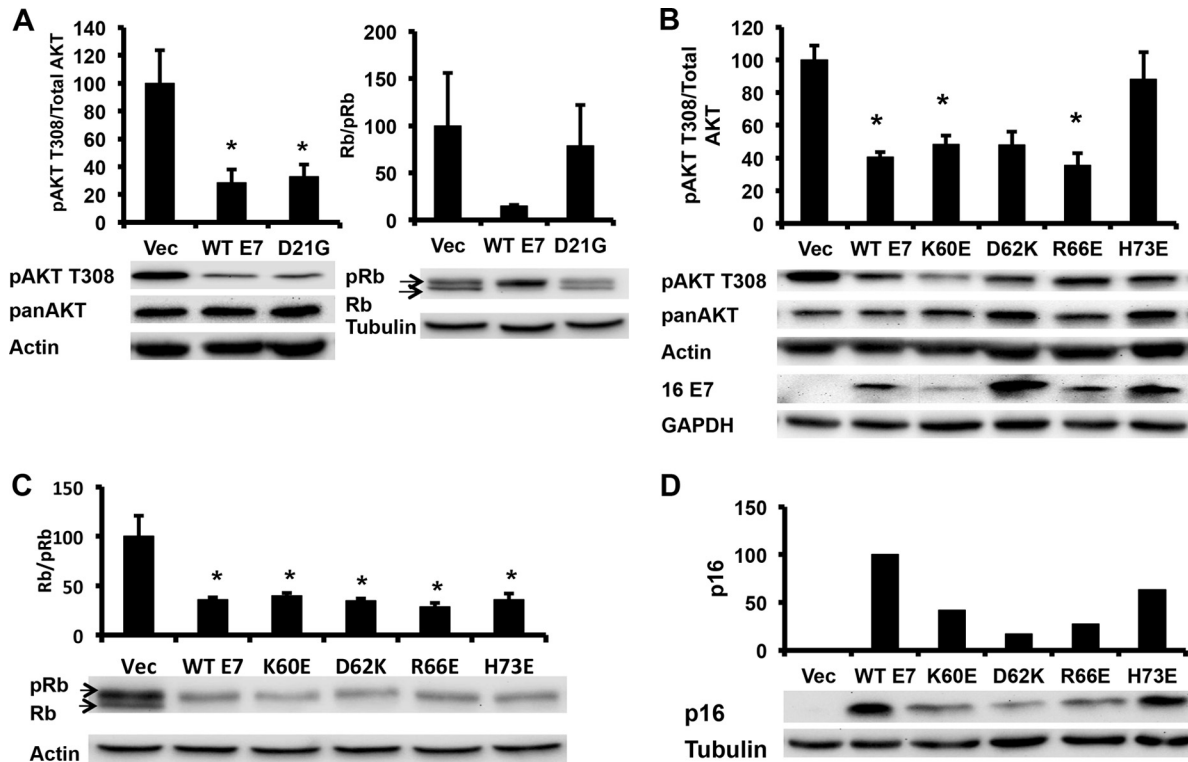 A
pAKT T308/Total AKT
140
120
100
80
60
40
20
0
* *
Vec WT E7 D21G
pAKT T308
panAKT
Actin
Rb/pRb
200
150
100
50
0
Vec WT E7 D21G
pRb
Rb
Tubulin
B
pAKT T308/Total
AKT
120
100
80
60
40
20
0
* * *
Vec WT E7 K60E D62K R66E H73E
pAKT T308
panAKT
Actin
16 E7
GAPDH
C
Rb/pRb
150
100
50
0
* * * * *
Vec WT E7 K60E D62K R66E H73E
pRb
Rb
Actin
D
p16
150
100
50
0
Vec WT E7 K60E D62K R66E H73E
p16
Tubulin